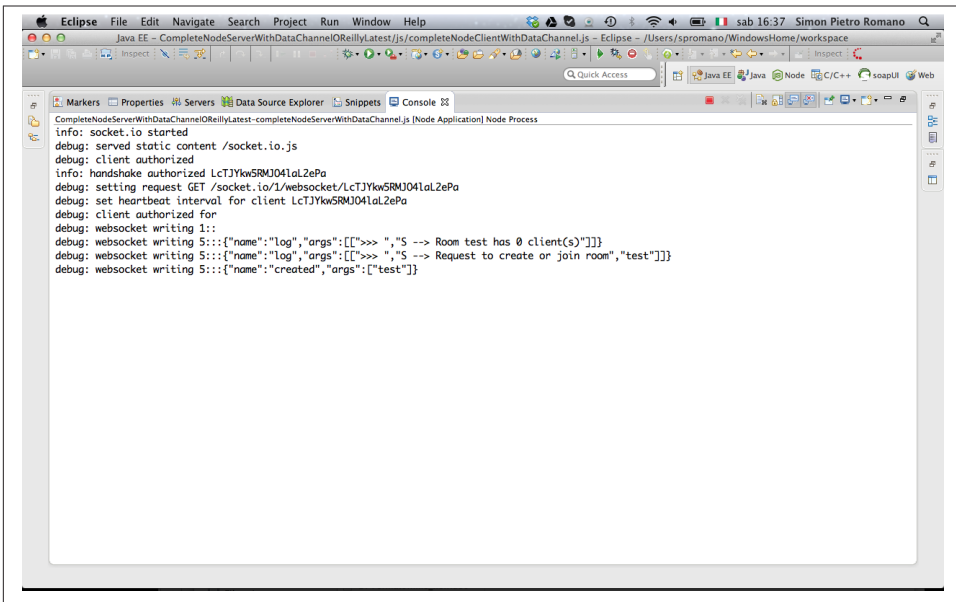 Eclipse File Edit Navigate Search Project Run Window Help sab 16:37 Simon Pietro Romano
Java EE – CompleteNodeServerWithDataChannelOReillyLatest/js/completeNodeClientWithDataChannel.js – Eclipse – /Users/spromano/WindowsHome/workspace
Inspect Inspect
Quick Access Java EE Java Node C/C++ soapUI Web
Markers Properties Servers Data Source Explorer Snippets Console
CompleteNodeServerWithDataChannelOReillyLatest-completeNodeServerWithDataChannel.js [Node Application] Node Process
info: socket.io started
debug: served static content /socket.io.js
debug: client authorized
info: handshake authorized LcTJYkw5RMJO4laL2ePa
debug: setting request GET /socket.io/1/websocket/LcTJYkw5RMJO4laL2ePa
debug: set heartbeat interval for client LcTJYkw5RMJO4laL2ePa
debug: client authorized for
debug: websocket writing 1::
debug: websocket writing 5:::{"name":"log","args":[[">>> ","S --> Room test has 0 client(s)"]]}
debug: websocket writing 5:::{"name":"log","args":[[">>> ","S --> Request to create or join room","test"]]}
debug: websocket writing 5:::{"name":"created","args":["test"]}